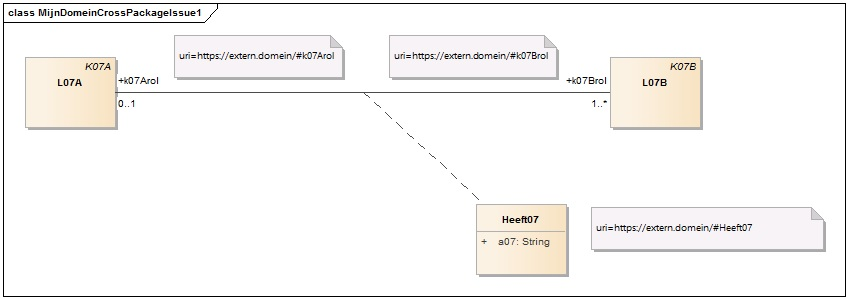 class MijnDomeinCrossPackageIssue1
K07A
L07A
uri=https://extern.domein/#k07Arol
uri=https://extern.domein/#k07Brol
K07B
L07B
+k07Arol
+k07Brol
0..1
1..*
Heeft07
+ a07: String
uri=https://extern.domein/#Heeft07